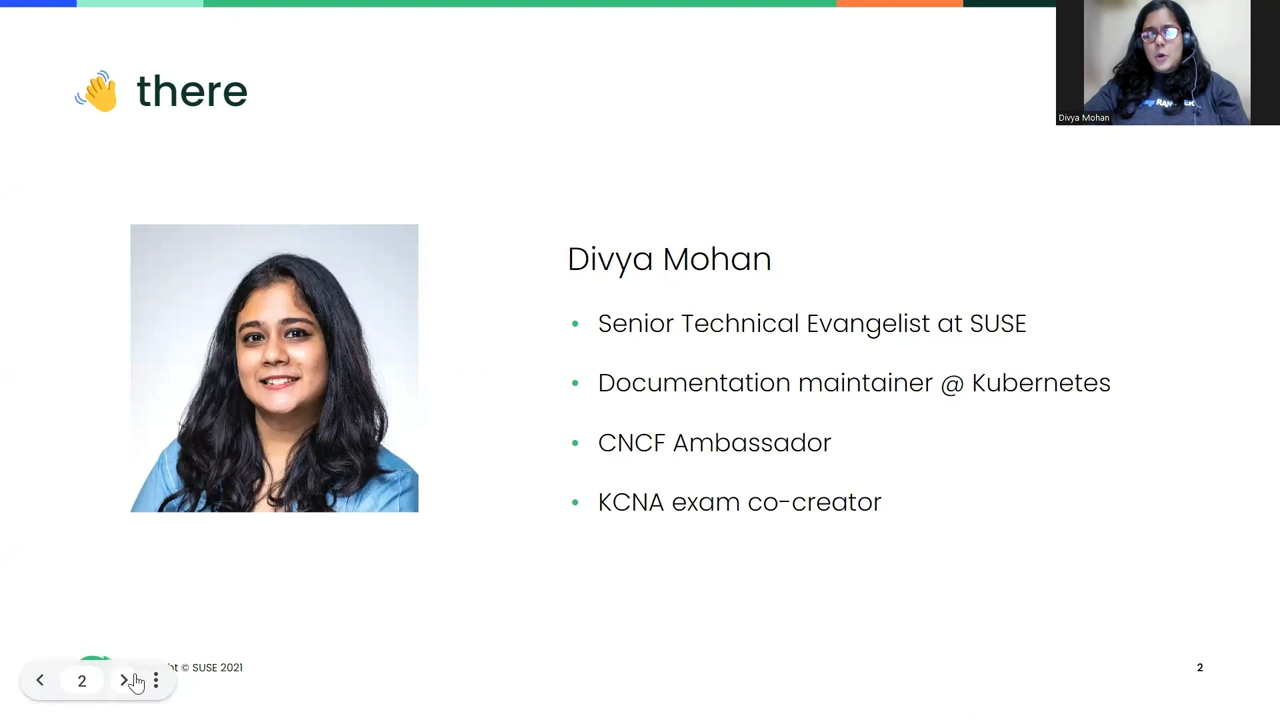 👋 there
Divya Mohan
Divya Mohan
• Senior Technical Evangelist at SUSE
• Documentation maintainer @ Kubernetes
• CNCF Ambassador
• KCNA exam co-creator
2
© SUSE 2021
2